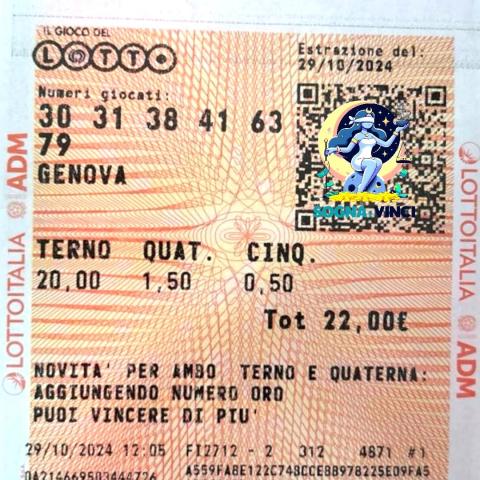 IL GIOCO DEL
LOTTO
Estrazione del:
29/10/2024
Numeri giocati:
30 31 38 41 63
79
GENOVA
SOGNA VINCI
TERNO QUAT. CINQ.
20,00 1,50 0,50
Tot 22,00€
NOVITA' PER AMBO TERNO E QUATERNA:
AGGIUNGENDO NUMERO ORO
PUOI VINCERE DI PIU'
29/10/2024 12:05 FI2712 - 2 312 4871 #1
LOTTOITALIA ADM
LOTTOITALIA ADM